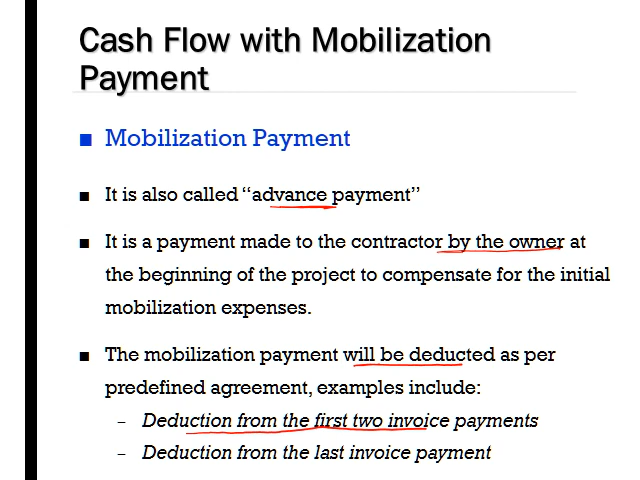 Cash Flow with Mobilization
Payment
■ Mobilization Payment
■ It is also called “advance payment”
■ It is a payment made to the contractor by the owner at
the beginning of the project to compensate for the initial
mobilization expenses.
■ The mobilization payment will be deducted as per
predefined agreement, examples include:
– Deduction from the first two invoice payments
– Deduction from the last invoice payment